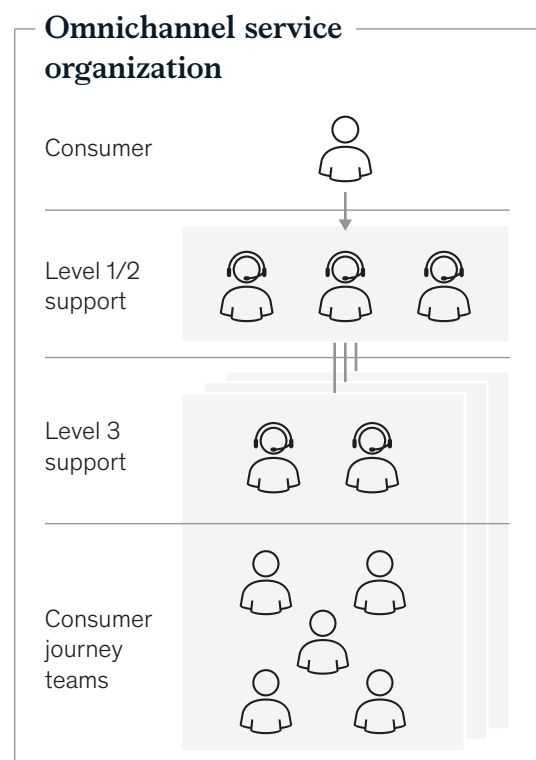 Omnichannel service
organization
Consumer
Level 1/2
support
Level 3
support
Consumer
journey
teams